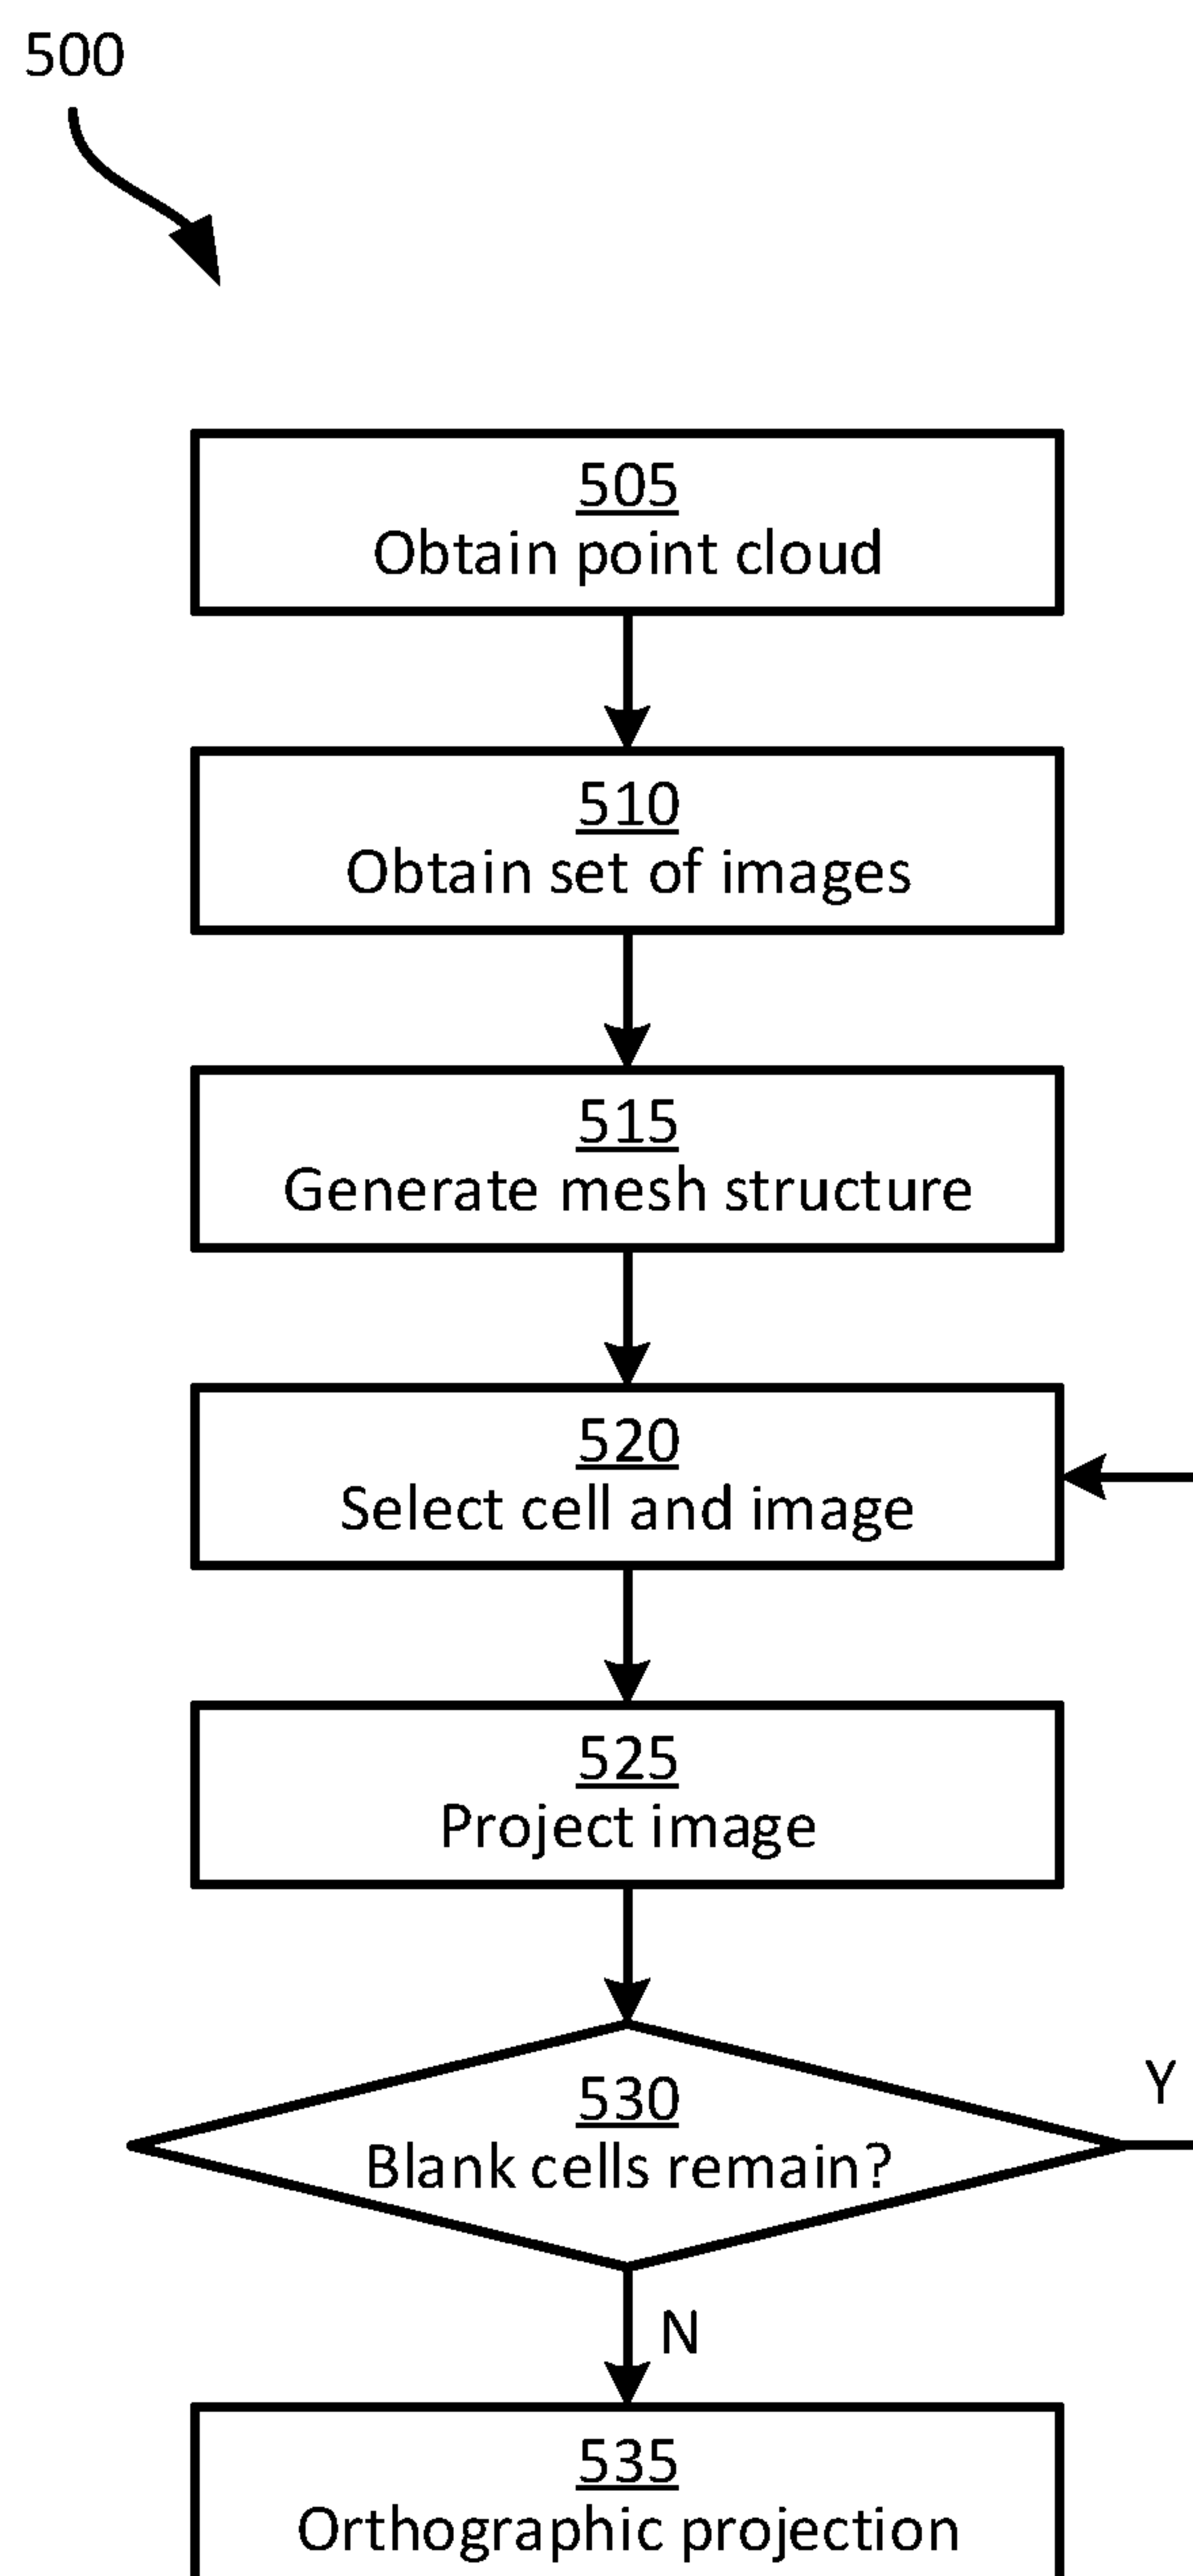 500
505
Obtain point cloud
510
Obtain set of images
515
Generate mesh structure
520
Select cell and image
525
Project image
530
Blank cells remain?
Y
N
535
Orthographic projection